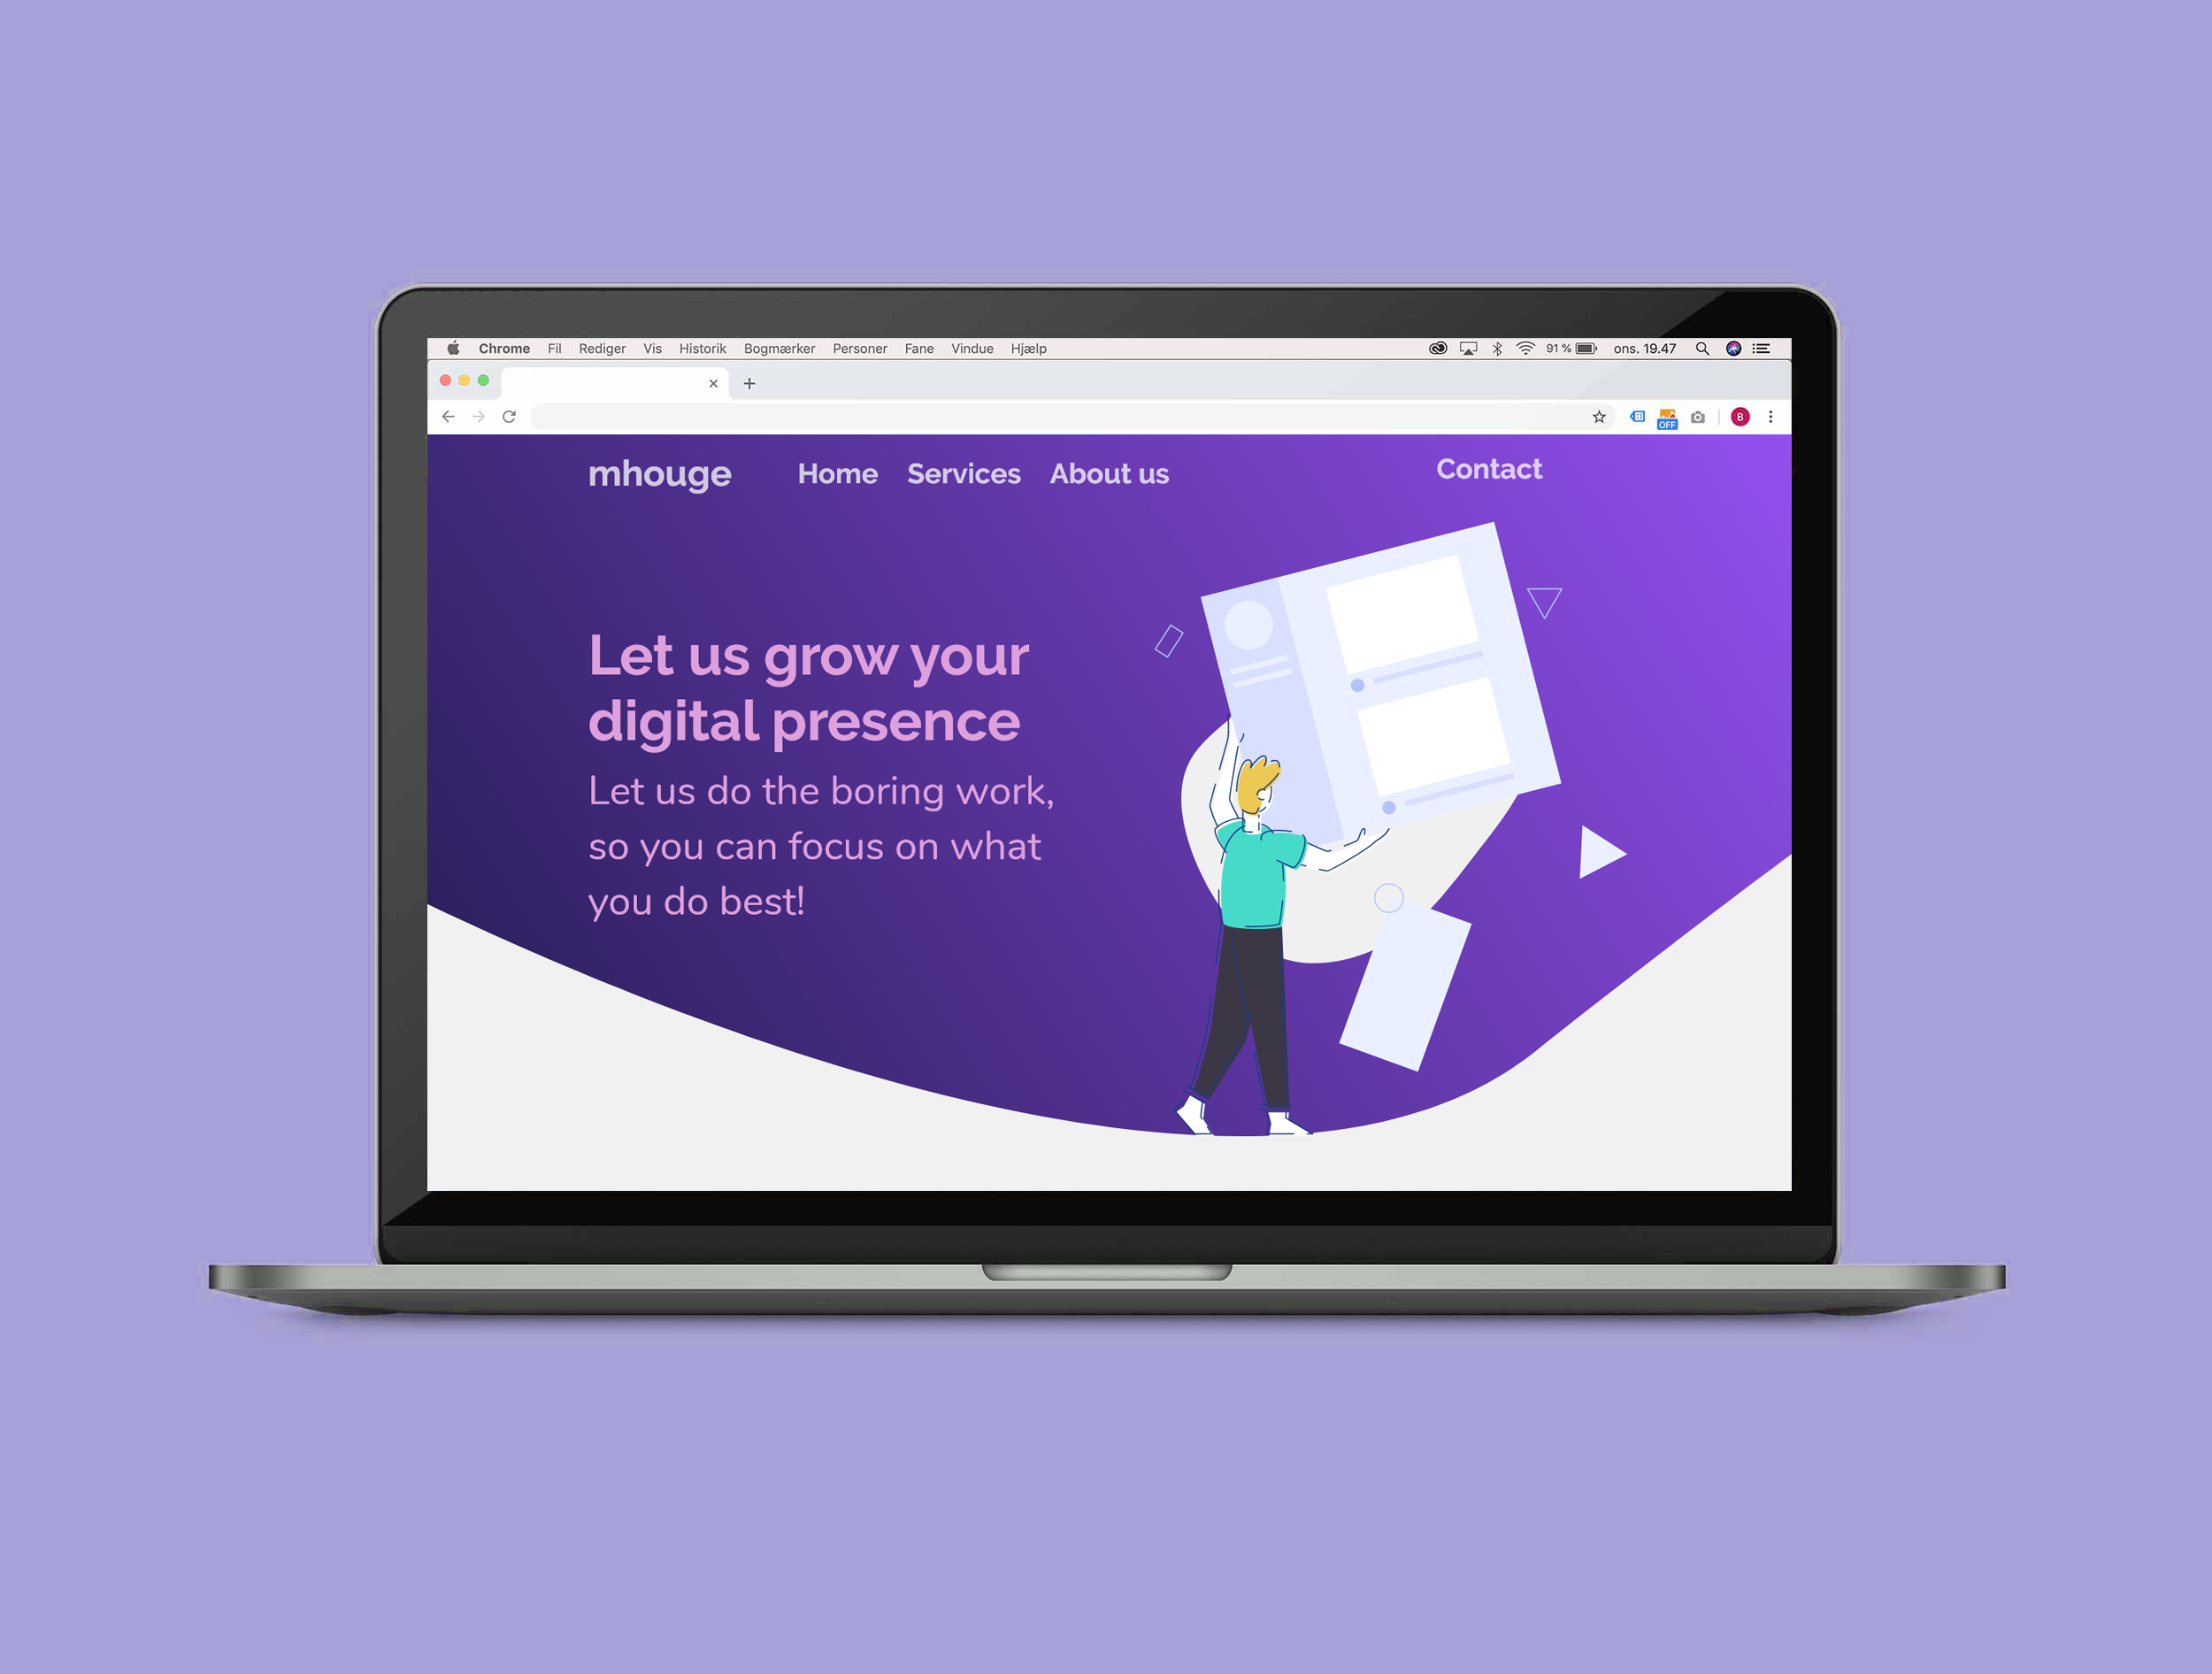 Chrome Fil Rediger Vis Historik Bogmærker Personer Fane Vindue Hjælp 91 % ons. 19.47
OFF B
mhouge Home Services About us Contact
Let us grow your
digital presence
Let us do the boring work,
so you can focus on what
you do best!